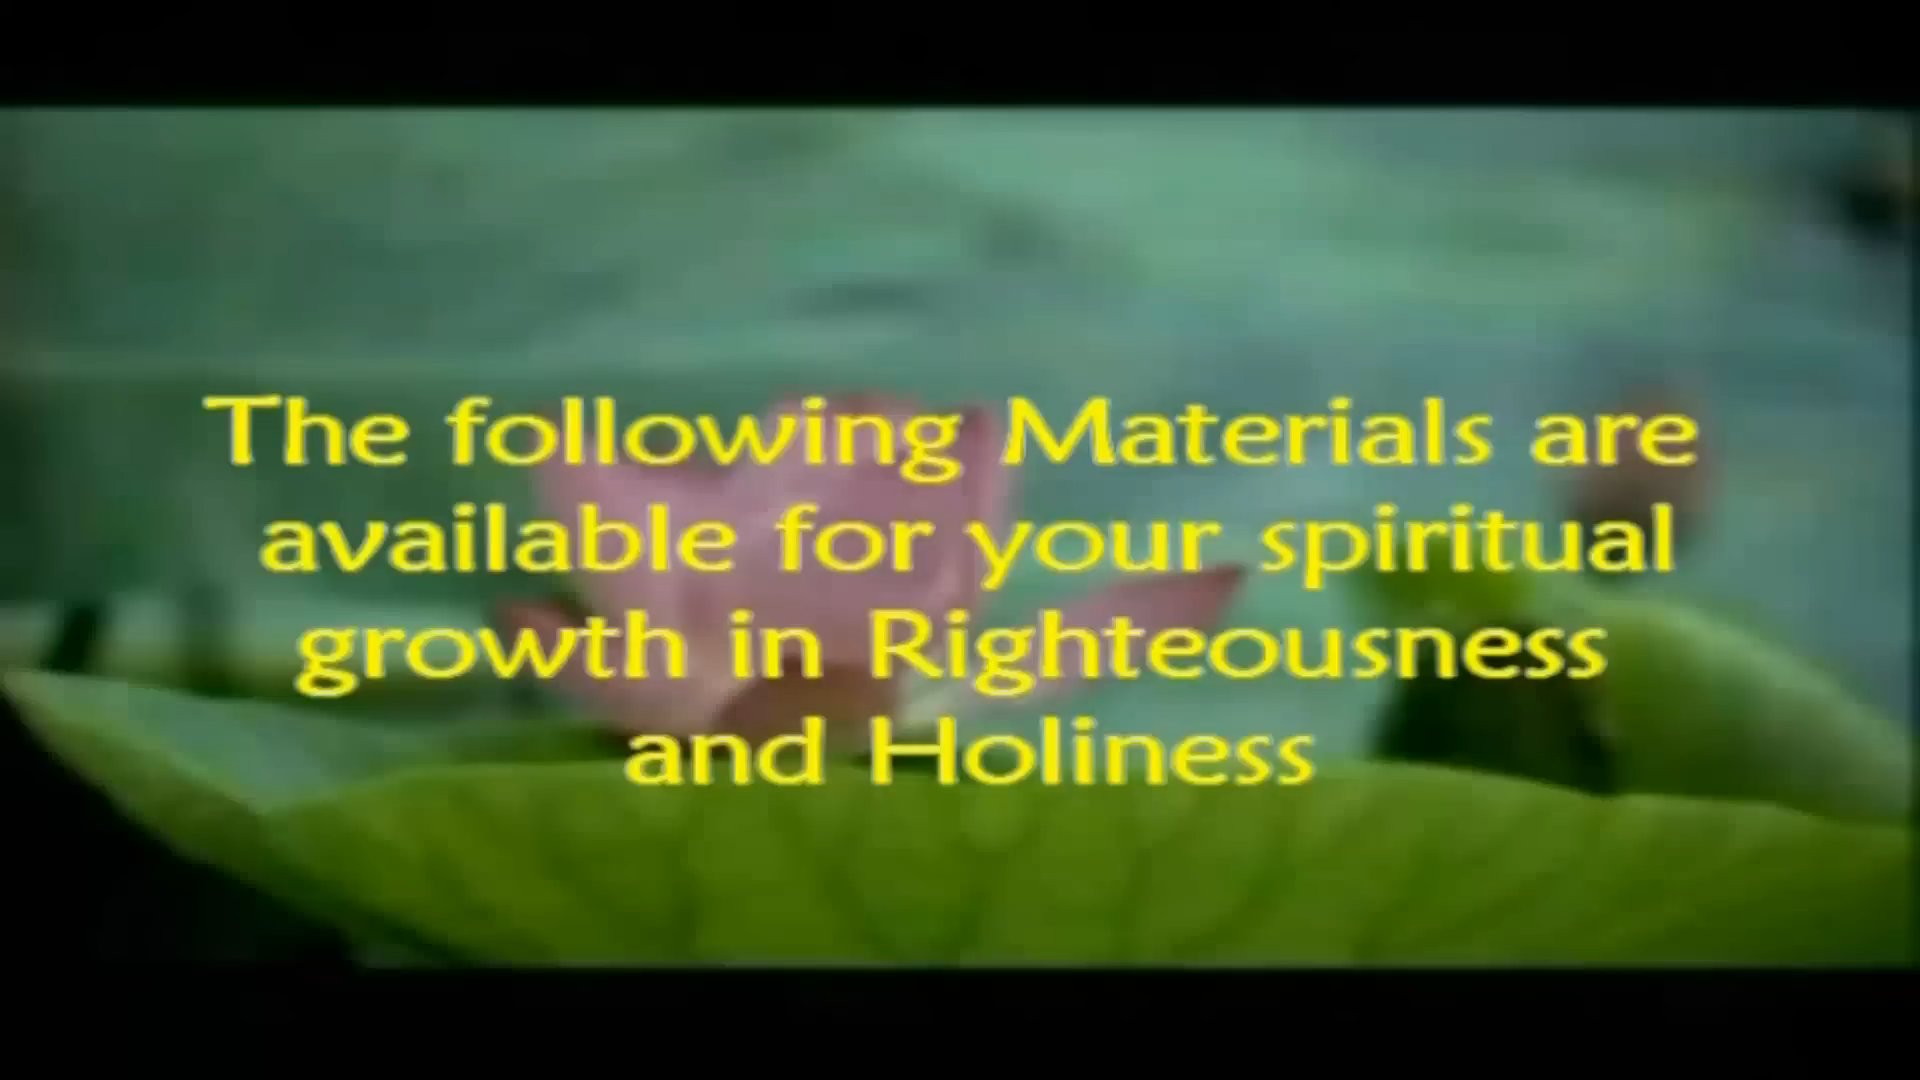 The following Materials are
available for your spiritual
growth in Righteousness
and Holiness